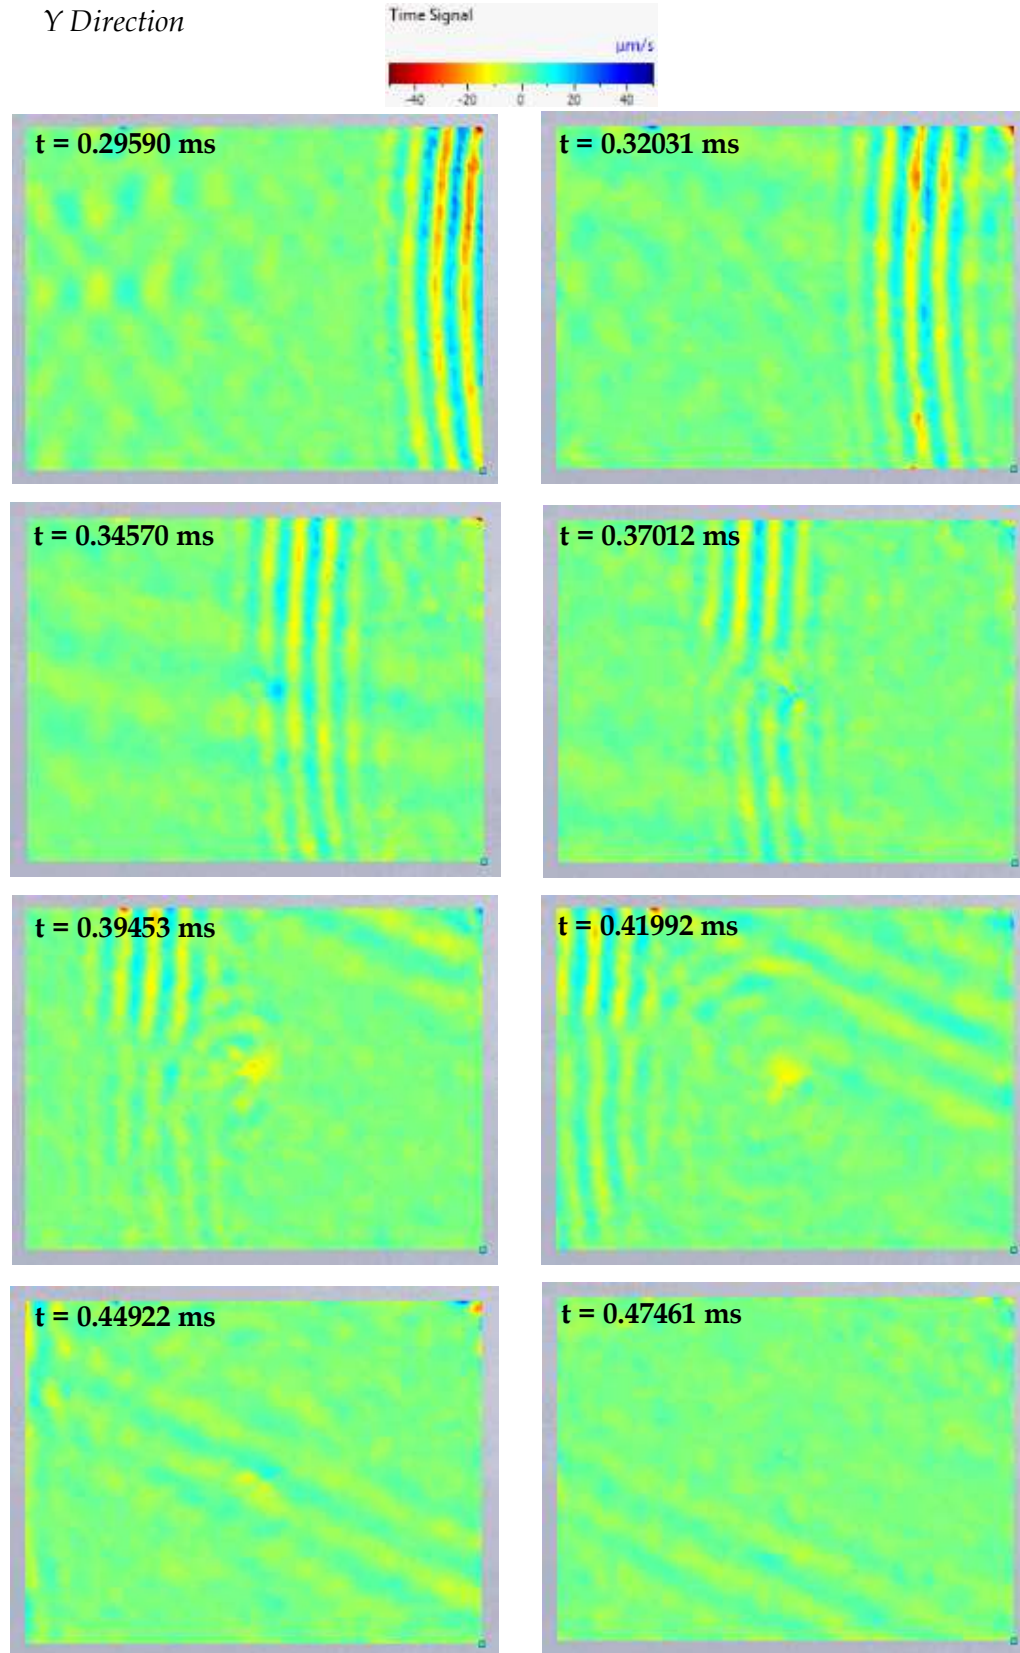 Y Direction
Time Signal
µm/s
-40 -20 0 20 40
t = 0.29590 ms
t = 0.32031 ms
t = 0.34570 ms
t = 0.37012 ms
t = 0.39453 ms
t = 0.41992 ms
t = 0.44922 ms
t = 0.47461 ms